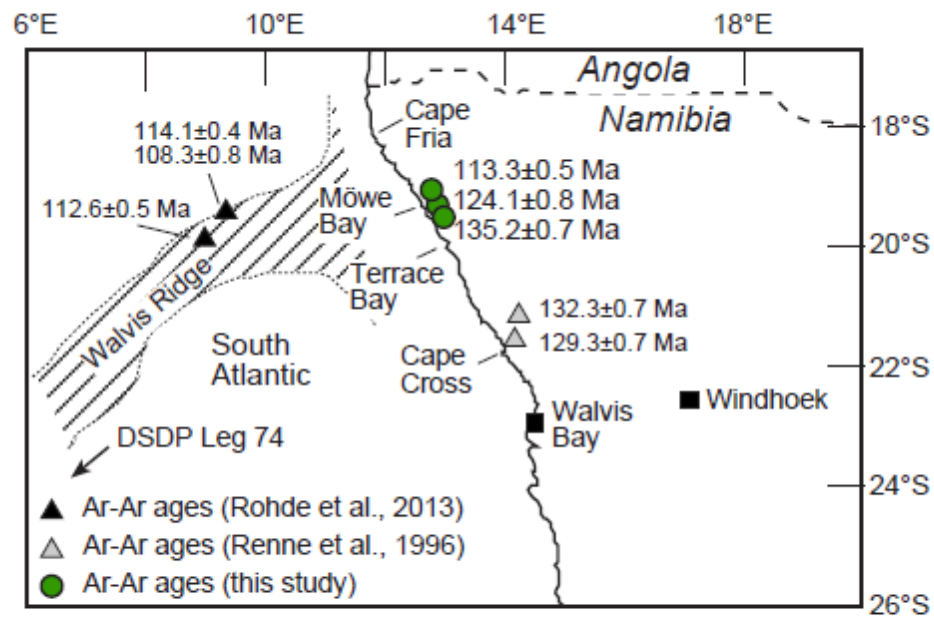 6°E 10°E 14°E 18°E
Angola
Namibia
Cape
Fria
18°S
114.1±0.4 Ma
108.3±0.8 Ma
112.6±0.5 Ma
113.3±0.5 Ma
124.1±0.8 Ma
135.2±0.7 Ma
Möwe
Bay
20°S
Terrace
Bay
Walvis Ridge
132.3±0.7 Ma
129.3±0.7 Ma
South
Atlantic
Cape
Cross
22°S
Windhoek
Walvis
Bay
DSDP Leg 74
24°S
Ar-Ar ages (Rohde et al., 2013)
Ar-Ar ages (Renne et al., 1996)
Ar-Ar ages (this study)
26°S